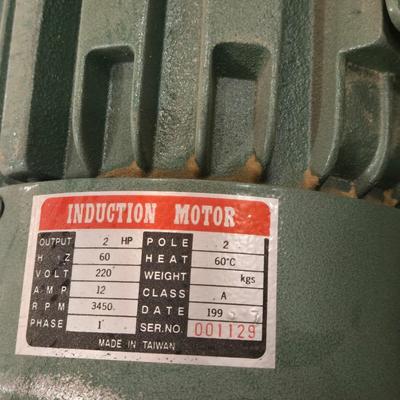 INDUCTION MOTOR
OUTPUT 2 HP POLE 2
H Z 60 HEAT 60°C
VOLT 220 WEIGHT kgs
AMP 12 CLASS A
RPM 3450 DATE 199 7
PHASE 1 SER.NO. 001129
MADE IN TAIWAN